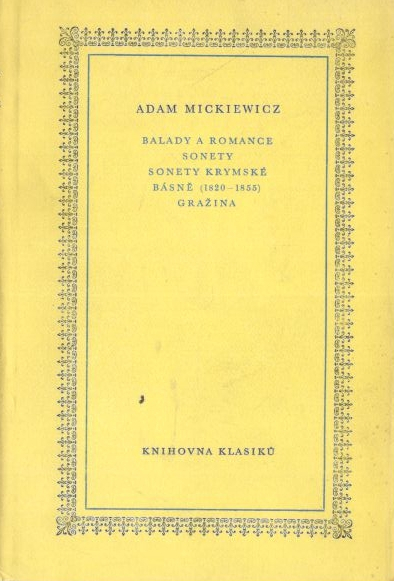 ADAM MICKIEWICZ
BALADY A ROMANCE
SONETY
SONETY KRYMSKÉ
BÁSNĚ (1820–1855)
GRAŽINA
KNIHOVNA KLASIKŮ